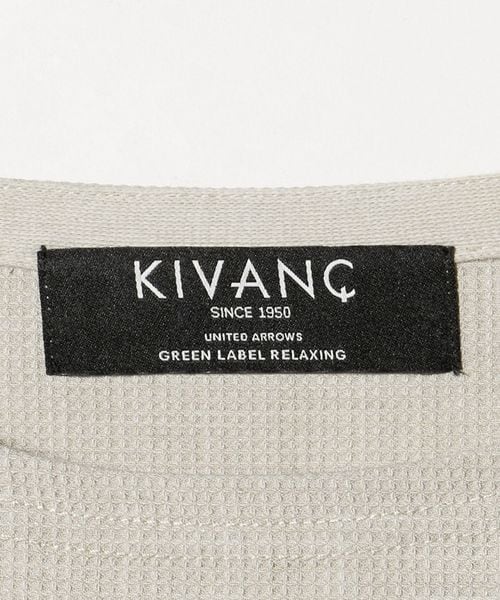 KIVANÇ
SINCE 1950
UNITED ARROWS
GREEN LABEL RELAXING